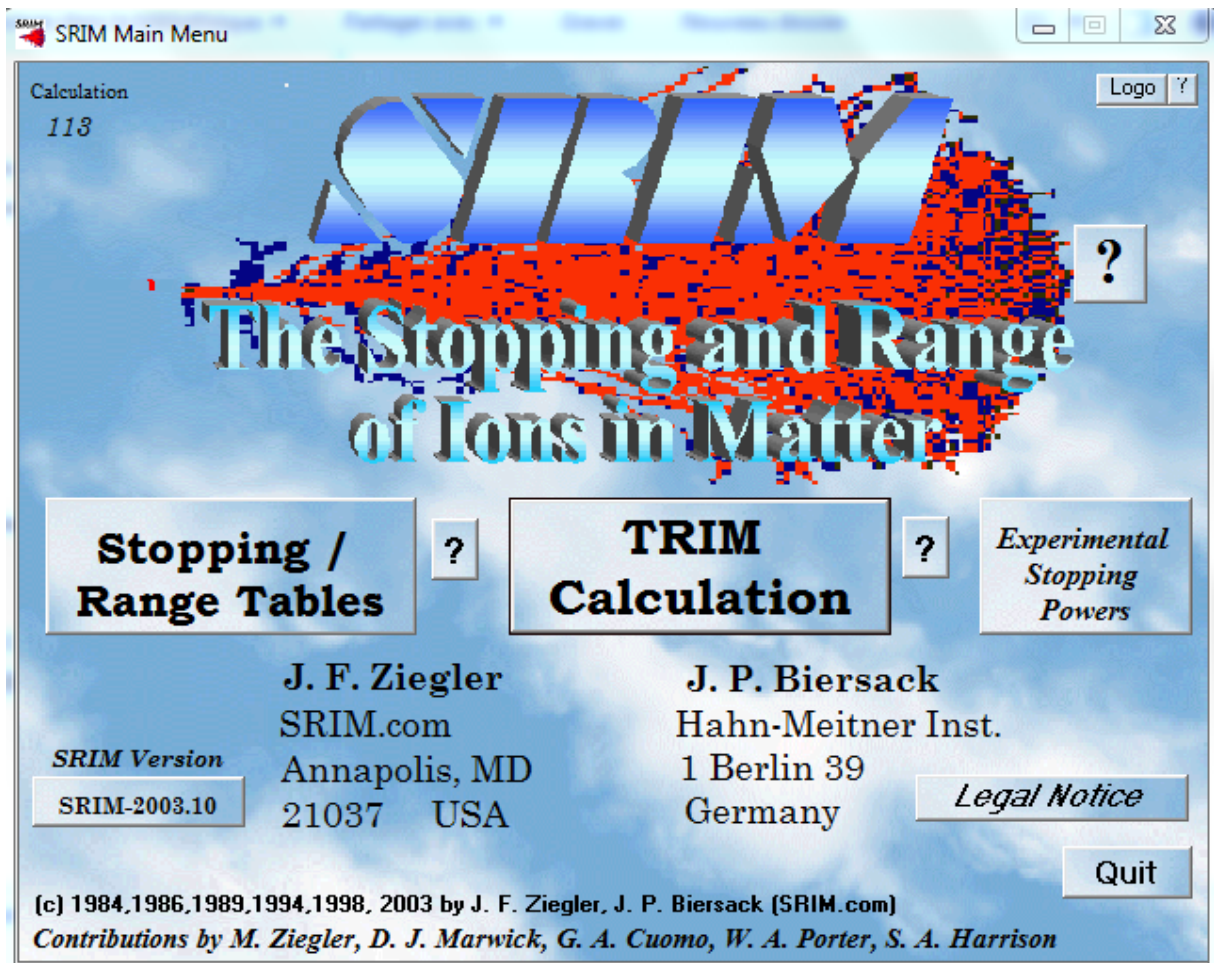 SRIM Main Menu
Calculation
113
Logo ?
SRIM
?
The Stopping and Range
of Ions in Matter
Stopping /
Range Tables
?
TRIM
Calculation
?
Experimental
Stopping
Powers
J. F. Ziegler
SRIM.com
Annapolis, MD
21037 USA
J. P. Biersack
Hahn-Meitner Inst.
1 Berlin 39
Germany
SRIM Version
SRIM-2003.10
Legal Notice
Quit
(c) 1984,1986,1989,1994,1998, 2003 by J. F. Ziegler, J. P. Biersack (SRIM.com)
Contributions by M. Ziegler, D. J. Marwick, G. A. Cuomo, W. A. Porter, S. A. Harrison